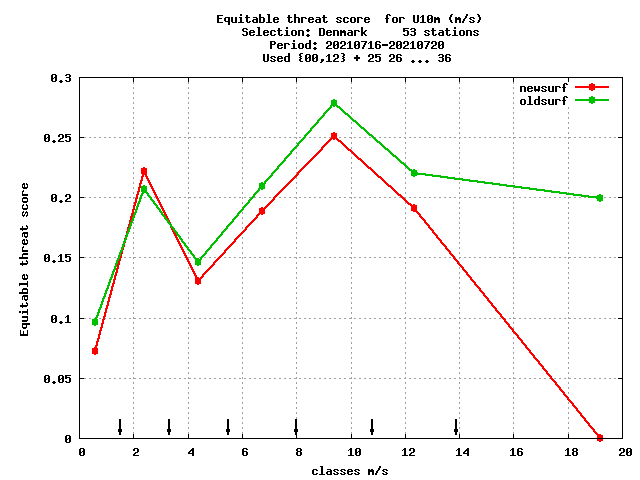 Equitable threat score  for U10m (m/s)
Selection: Denmark     53 stations
Period: 20210716-20210720
Used {00,12} + 25 26 ... 36
newsurf
oldsurf
Equitable threat score
0.3
0.25
0.2
0.15
0.1
0.05
0
0 2 4 6 8 10 12 14 16 18 20
classes m/s